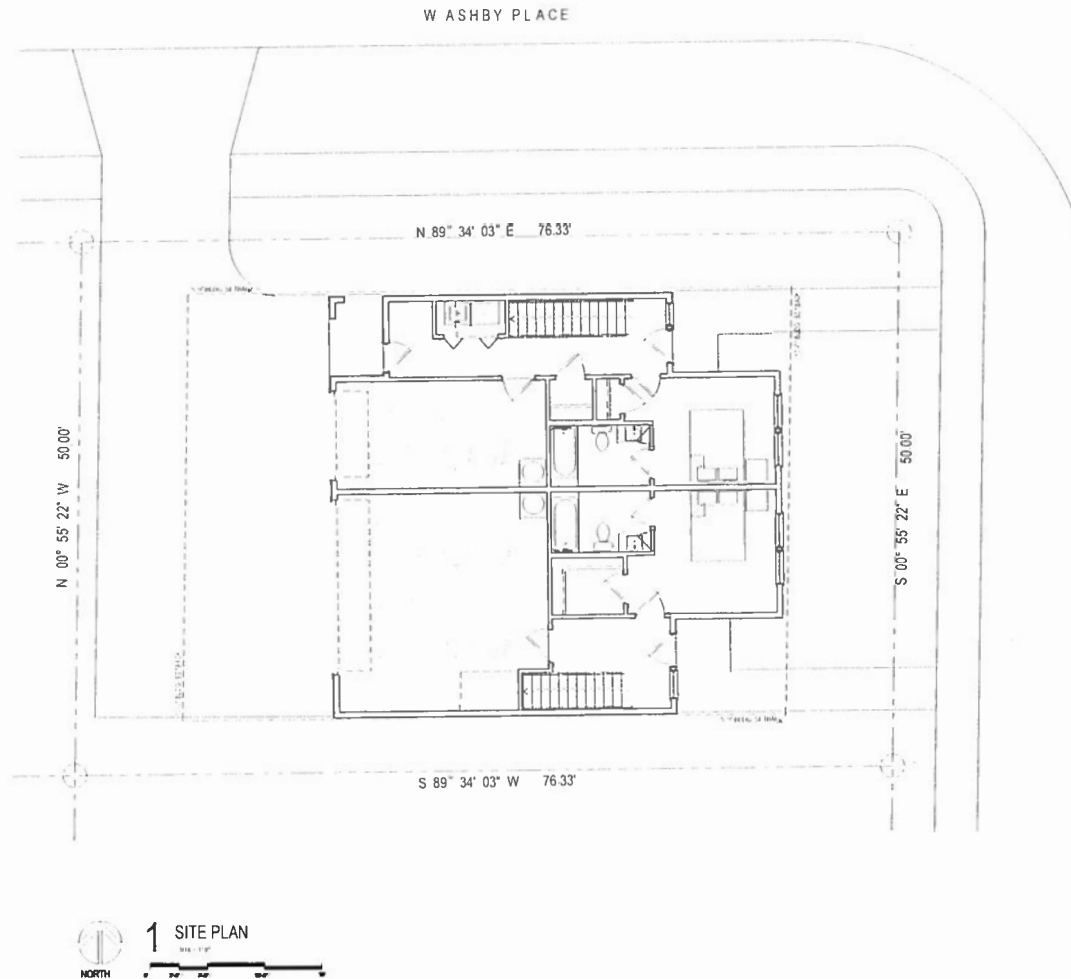 W ASHBY PLACE
N 89° 34' 03" E 76.33'
N 00° 55' 22" W 50.00'
S 00° 55' 22" E 50.00'
S 89° 34' 03" W 76.33'
1 SITE PLAN
NORTH